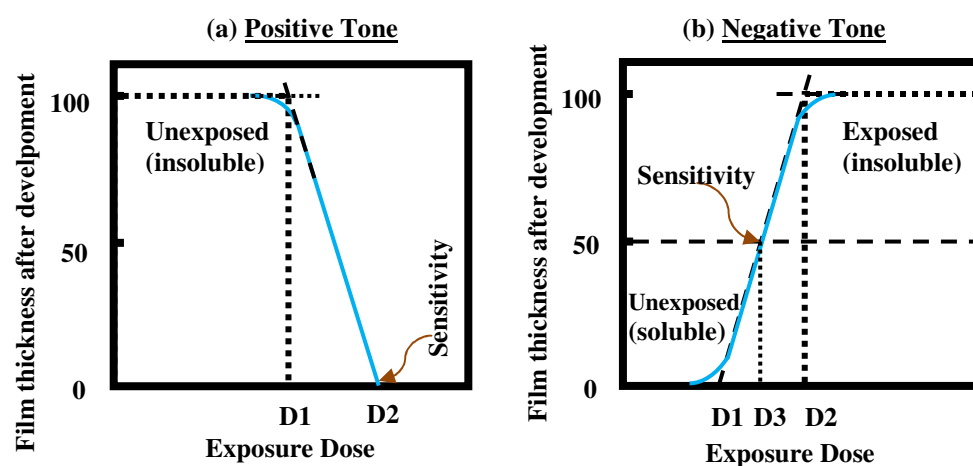 (a) Positive Tone
Film thickness after develpoment
100
50
0
Unexposed
(insoluble)
Sensitivity
D1
D2
Exposure Dose
(b) Negative Tone
Film thickness after development
100
50
0
Exposed
(insoluble)
Sensitivity
Unexposed
(soluble)
D1
D3
D2
Exposure Dose